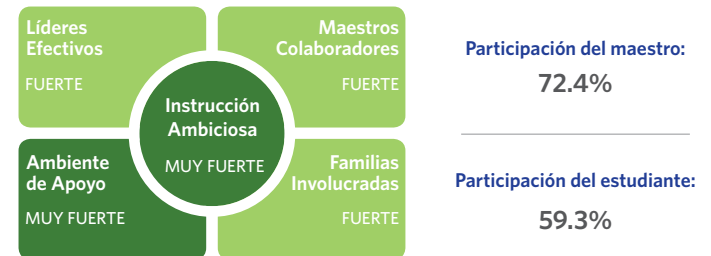 Líderes
Efectivos
FUERTE
Maestros
Colaboradores
FUERTE
Instrucción
Ambiciosa
MUY FUERTE
Ambiente
de Apoyo
MUY FUERTE
Familias
Involucradas
FUERTE
Participación del maestro:
72.4%
Participación del estudiante:
59.3%